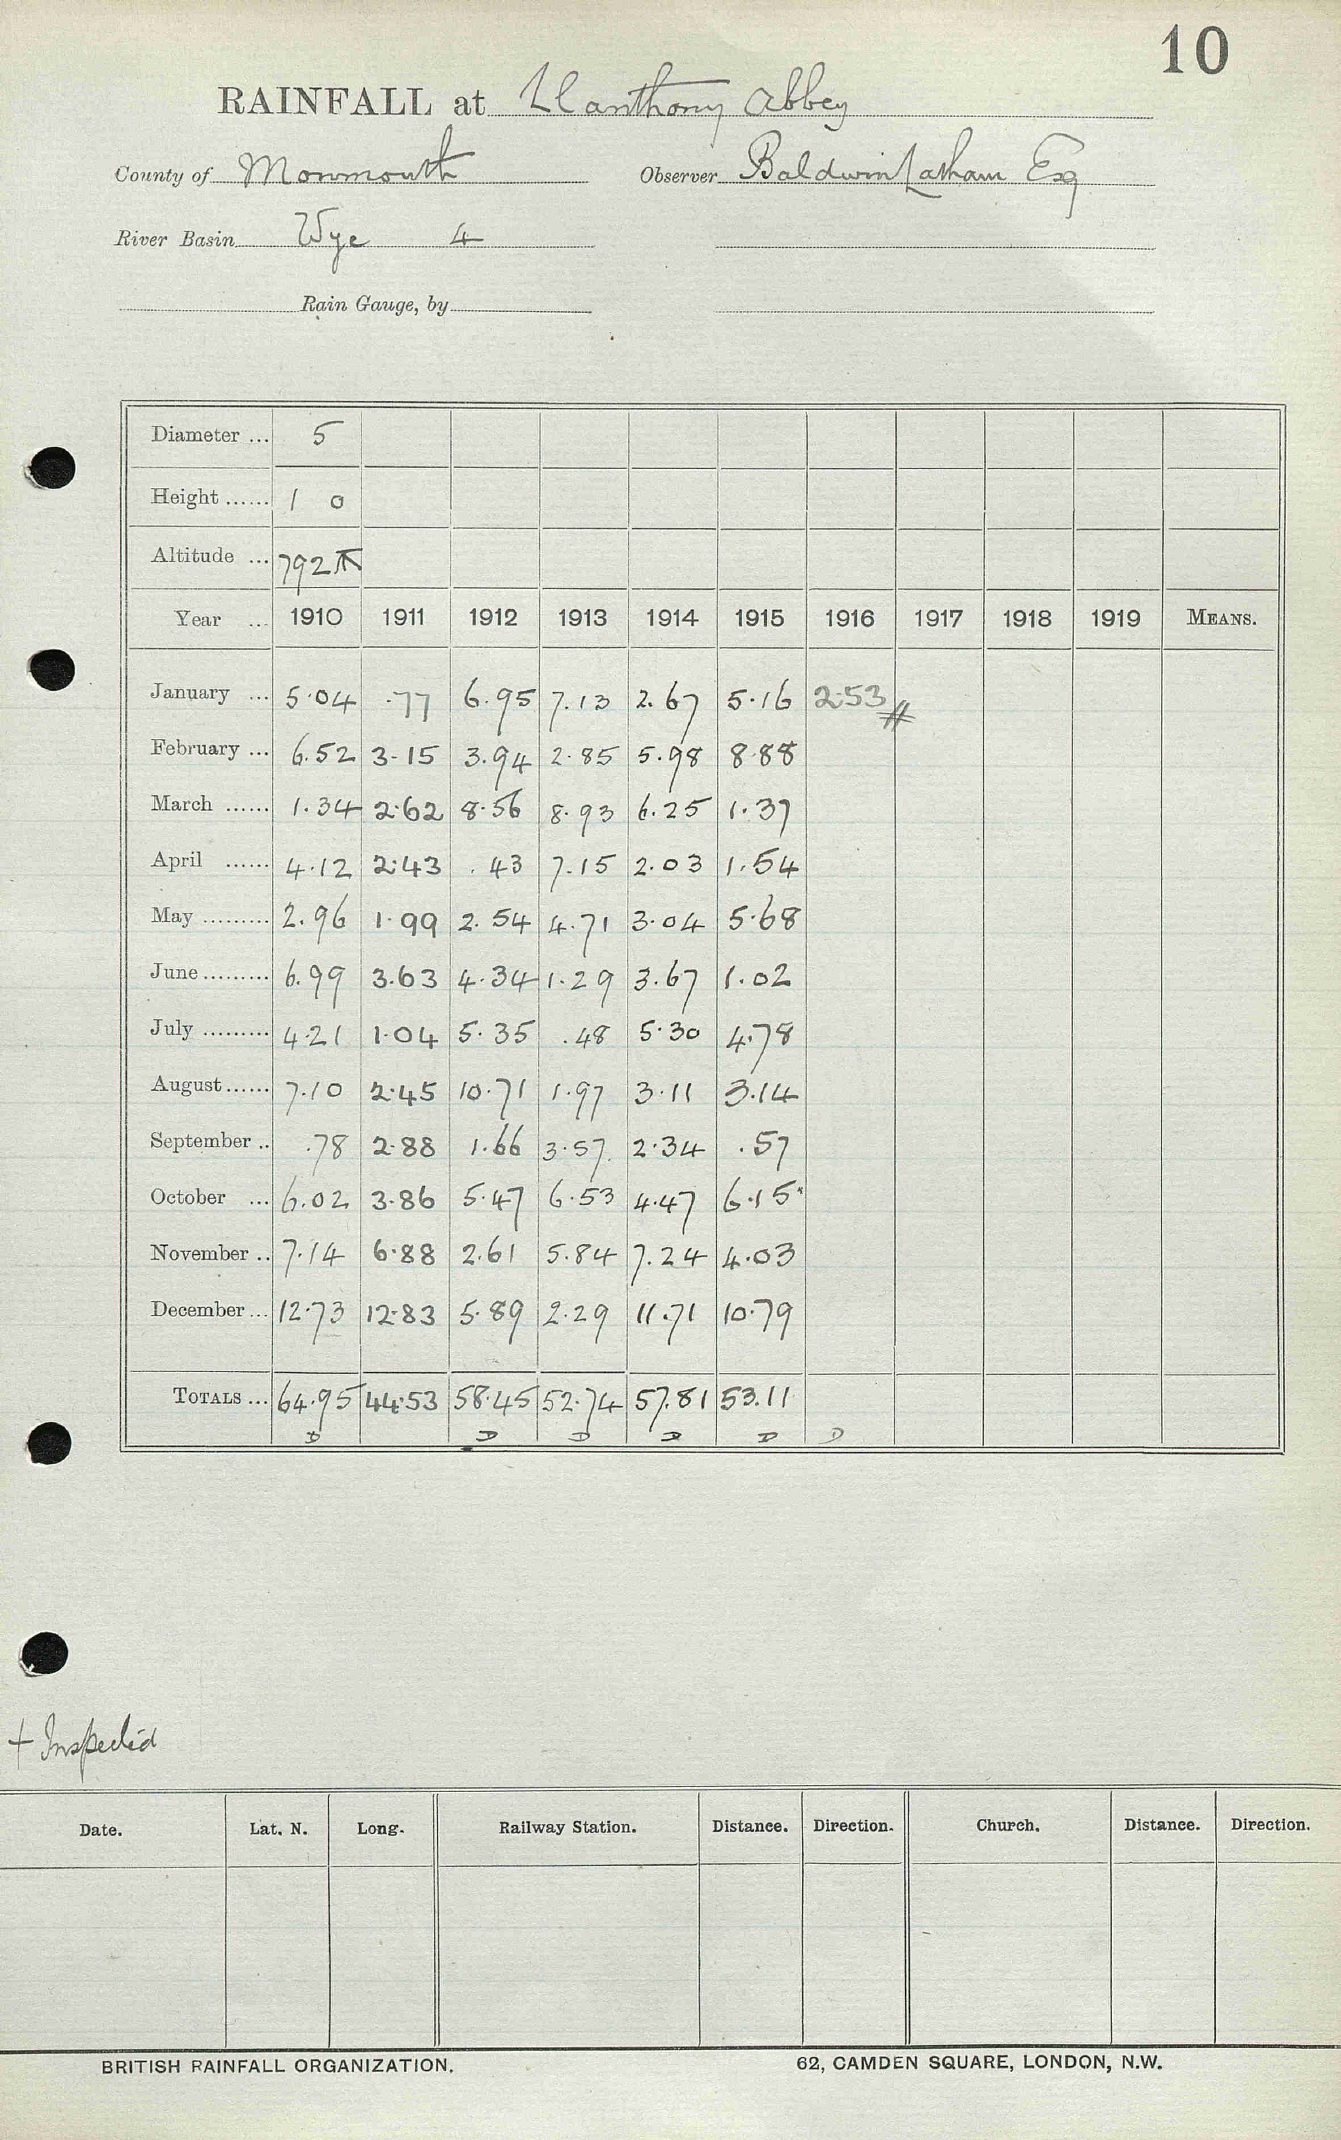 10
RAINFALL at Llanthony Abbey
County of Monmouth Observer Baldwin Latham Esq
River Basin Wye 4
Rain Gauge, by
Diameter ... 5
Height ...... 1 0
Altitude ... 792
Year ... 1910 1911 1912 1913 1914 1915 1916 1917 1918 1919 MEANS.
January ... 5.04 .77 6.95 7.13 2.67 5.16 2.53 #
February ... 6.52 3.15 3.94 2.85 5.98 8.88
March ...... 1.34 2.62 8.56 8.93 6.25 1.37
April ...... 4.12 2.43 .43 7.15 2.03 1.54
May ......... 2.96 1.99 2.54 4.71 3.04 5.68
June ......... 6.99 3.63 4.34 1.29 3.67 1.02
July ......... 4.21 1.04 5.35 .48 5.30 4.78
August ...... 7.10 2.45 10.71 1.97 3.11 3.14
September .. .78 2.88 1.66 3.57 2.34 .57
October ... 6.02 3.86 5.47 6.53 4.47 6.15
November .. 7.14 6.88 2.61 5.84 7.24 4.03
December ... 12.73 12.83 5.89 2.29 11.71 10.79
TOTALS ... 64.95 44.53 58.45 52.74 57.81 53.11
D D D D D D
+ Inspected
Date. Lat. N. Long. Railway Station. Distance. Direction. Church. Distance. Direction.
BRITISH RAINFALL ORGANIZATION. 62, CAMDEN SQUARE, LONDON, N.W.